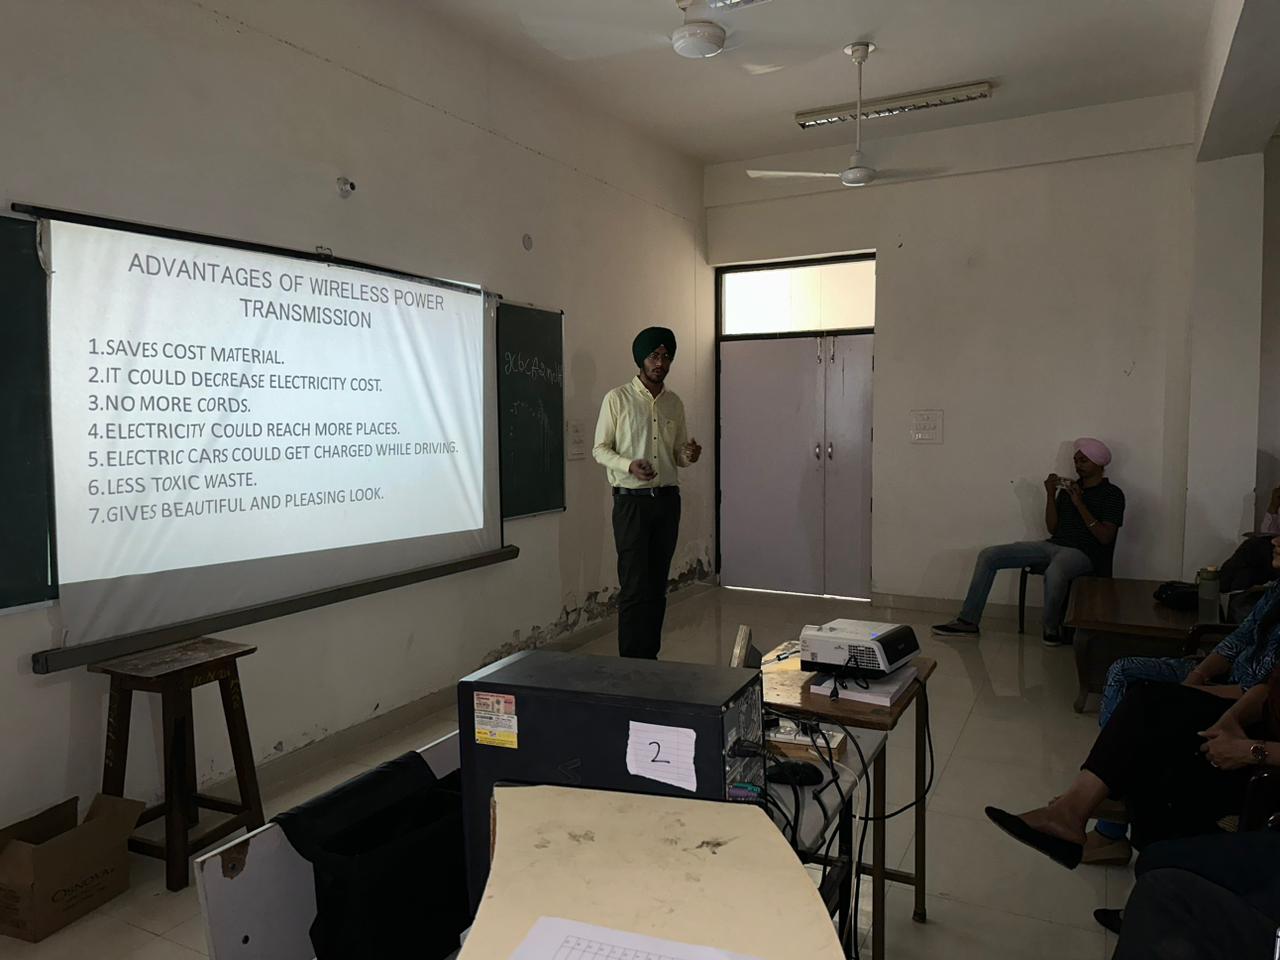 ADVANTAGES OF WIRELESS POWER
TRANSMISSION
1.SAVES COST MATERIAL.
2.IT COULD DECREASE ELECTRICITY COST.
3.NO MORE CORDS.
4.ELECTRICITY COULD REACH MORE PLACES.
5.ELECTRIC CARS COULD GET CHARGED WHILE DRIVING.
6.LESS TOXIC WASTE.
7.GIVES BEAUTIFUL AND PLEASING LOOK.
2
OSNOVA